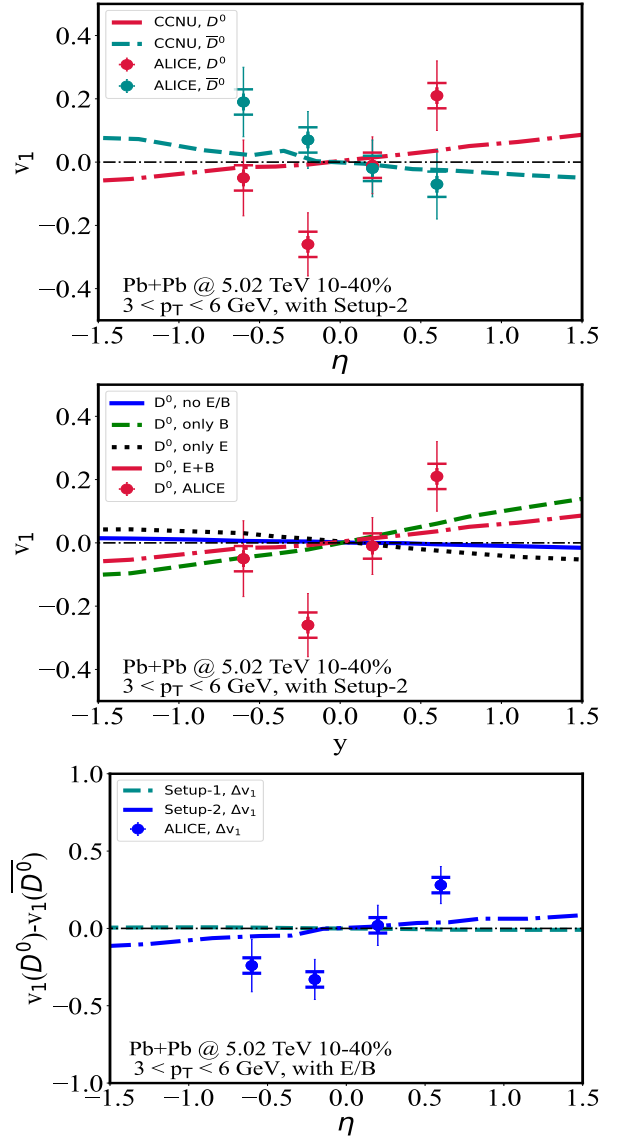 CCNU, D⁰
CCNU, D̅⁰
ALICE, D⁰
ALICE, D̅⁰
0.4
0.2
0.0
−0.2
−0.4
v₁
Pb+Pb @ 5.02 TeV 10-40%
3 < p_T < 6 GeV, with Setup-2
−1.5 −1.0 −0.5 0.0 0.5 1.0 1.5
η
D⁰, no E/B
D⁰, only B
D⁰, only E
D⁰, E+B
D⁰, ALICE
0.4
0.2
0.0
−0.2
−0.4
v₁
Pb+Pb @ 5.02 TeV 10-40%
3 < p_T < 6 GeV, with Setup-2
−1.5 −1.0 −0.5 0.0 0.5 1.0 1.5
y
Setup-1, Δv₁
Setup-2, Δv₁
ALICE, Δv₁
1.0
0.5
0.0
−0.5
−1.0
v₁(D⁰)-v₁(D̅⁰)
Pb+Pb @ 5.02 TeV 10-40%
3 < p_T < 6 GeV, with E/B
−1.5 −1.0 −0.5 0.0 0.5 1.0 1.5
η